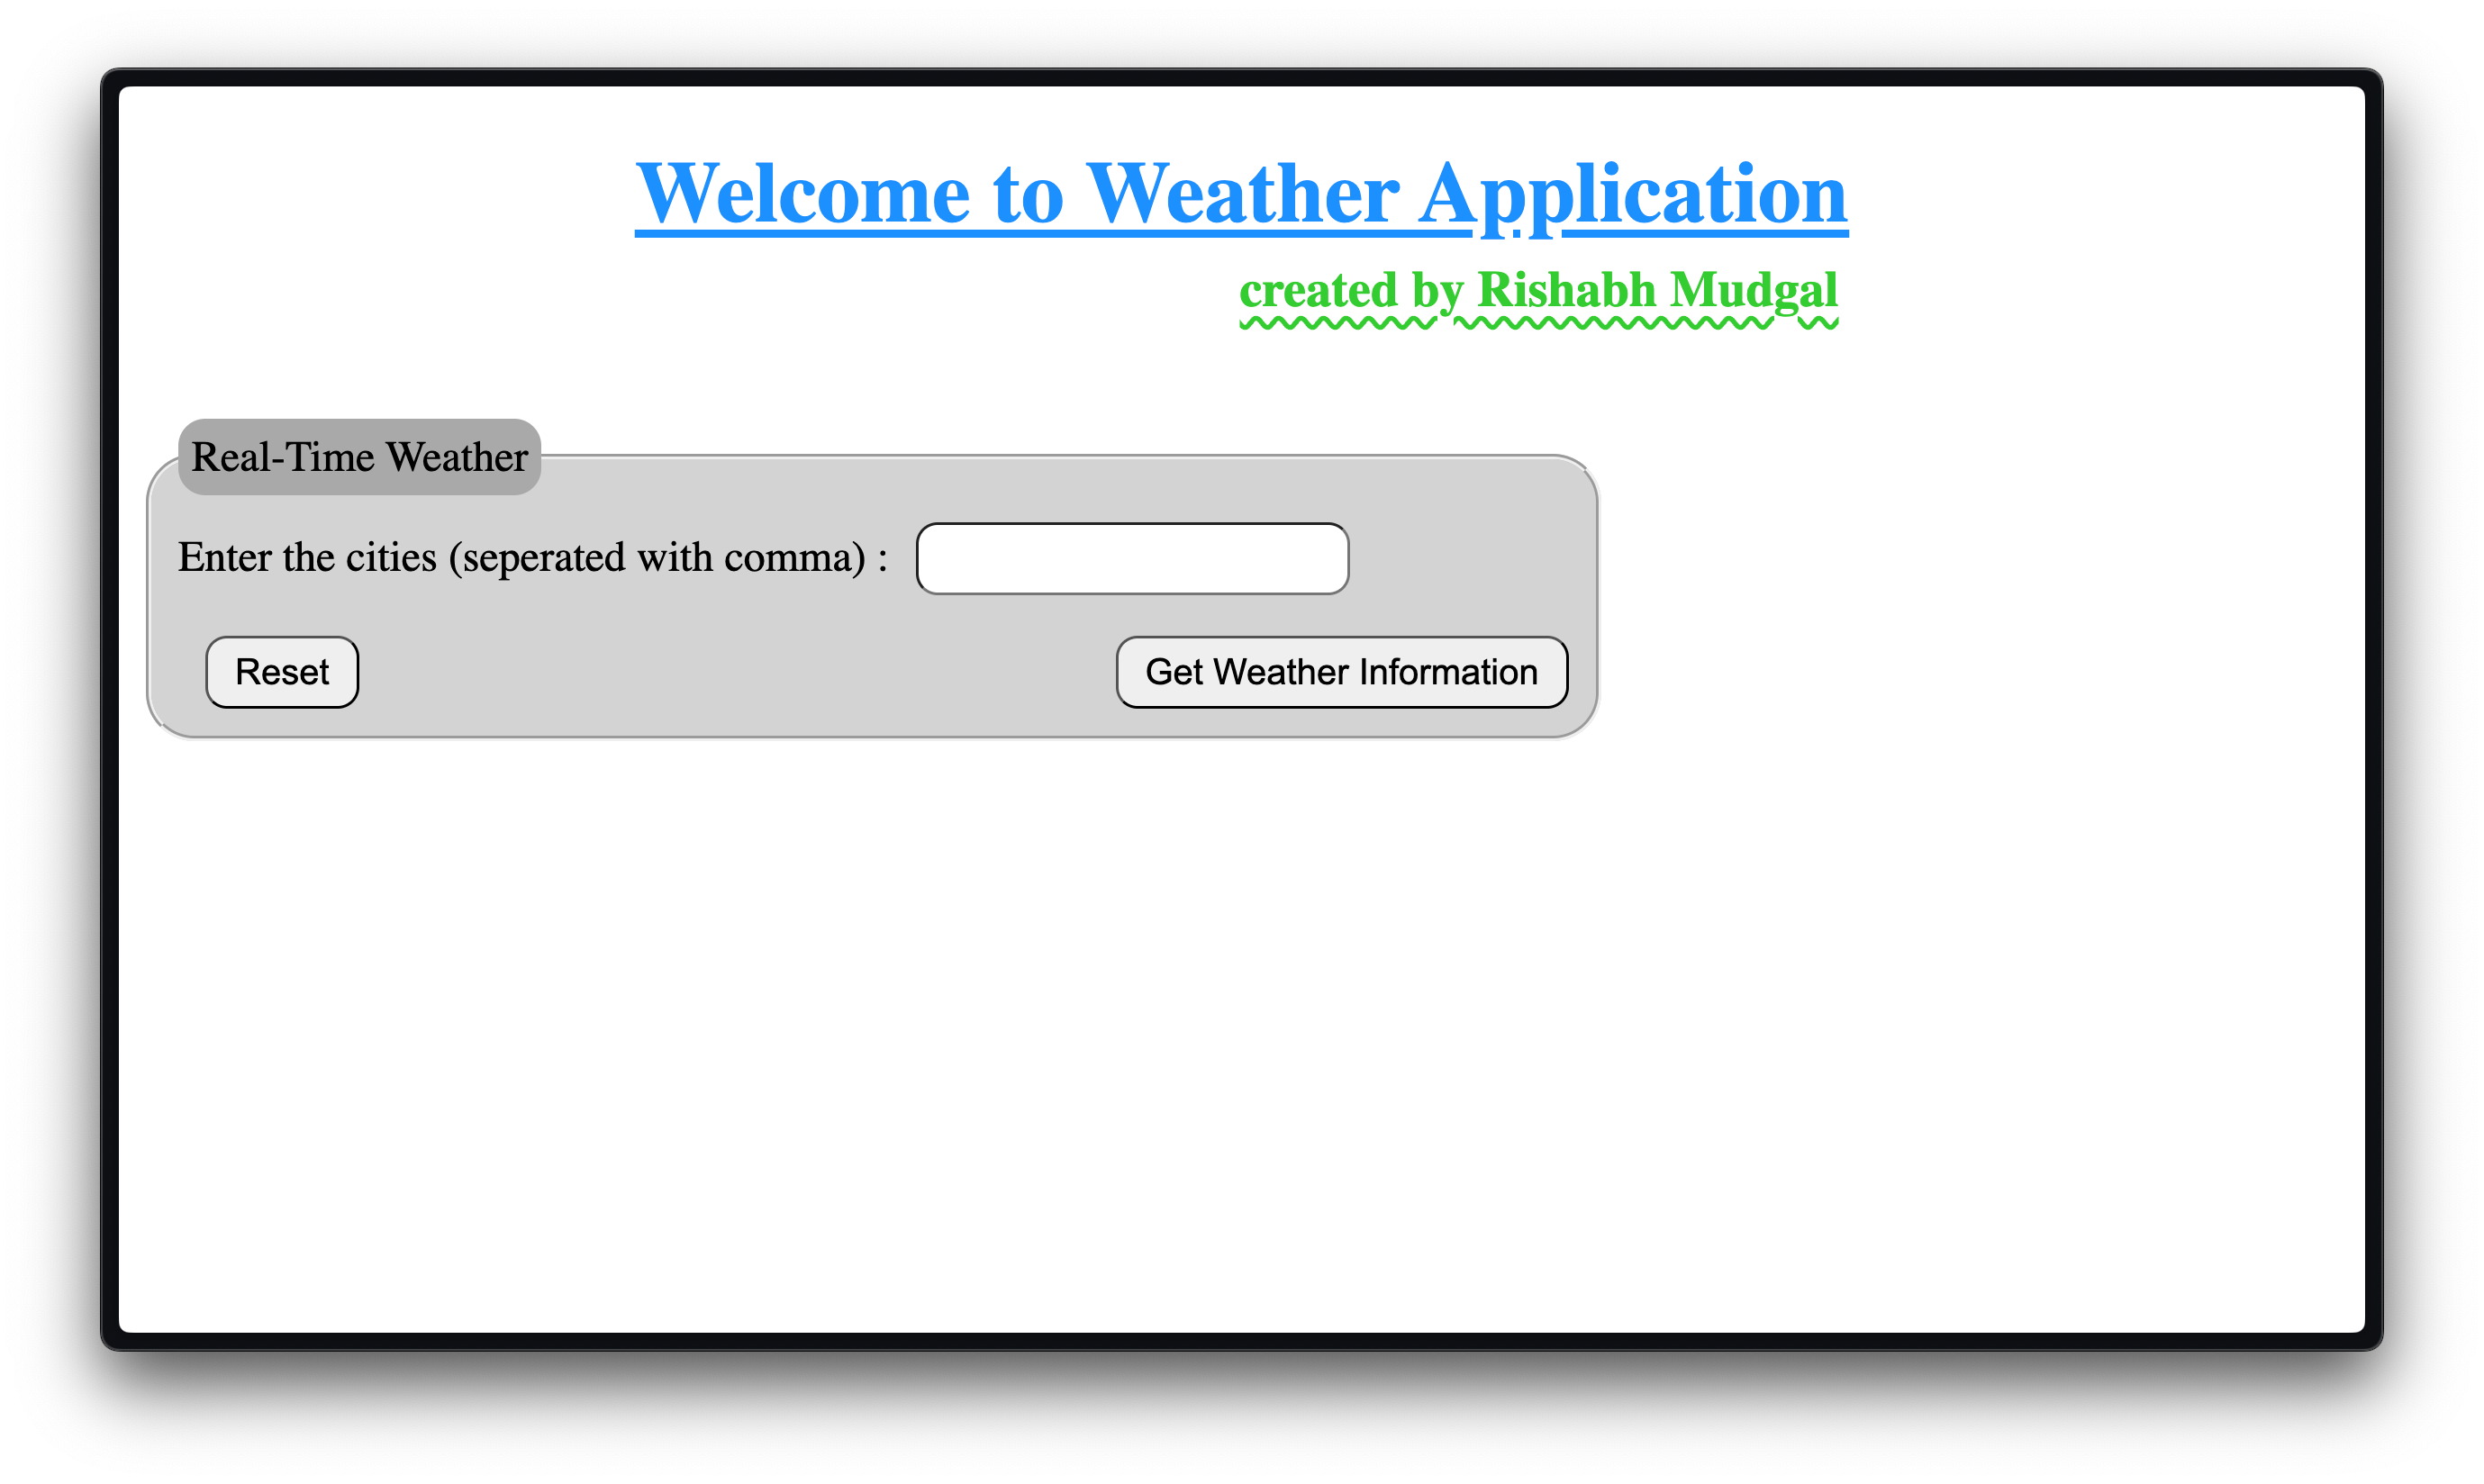 Welcome to Weather Application
created by Rishabh Mudgal
Real-Time Weather
Enter the cities (seperated with comma) :
Reset Get Weather Information